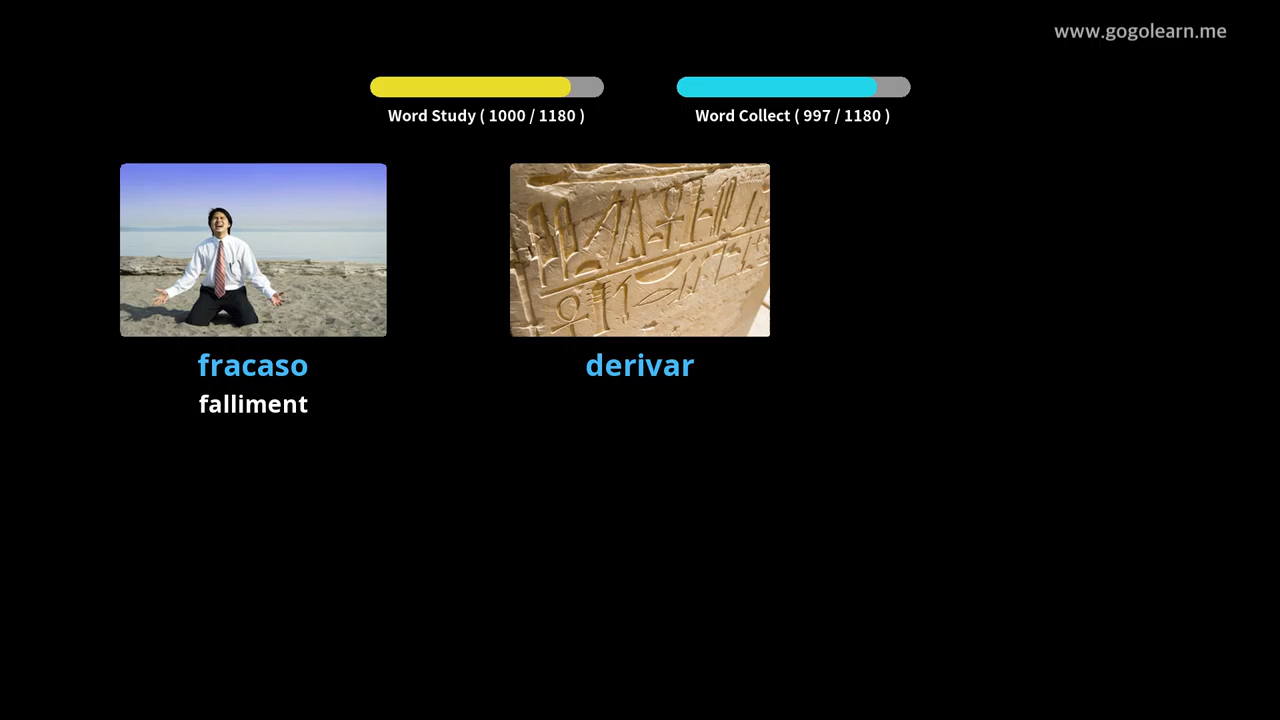 www.gogolearn.me
Word Study ( 1000 / 1180 )
Word Collect ( 997 / 1180 )
fracaso
falliment
derivar